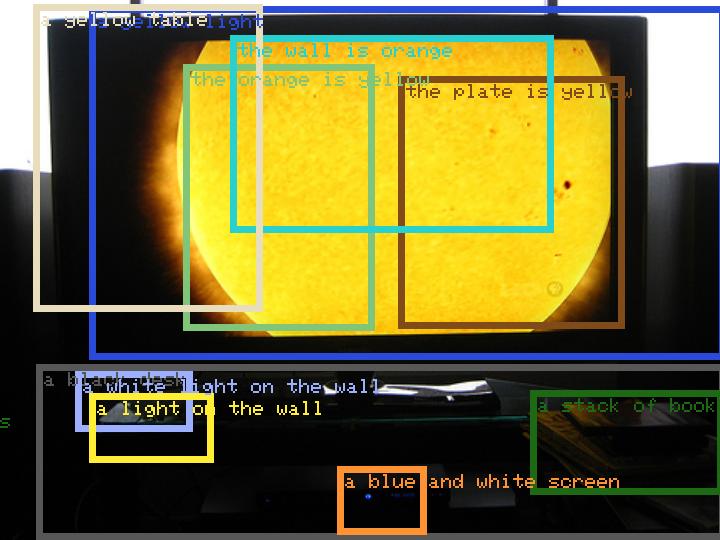 a yellow table
a yellow light
the wall is orange
the orange is yellow
the plate is yellow
a black desk
a white light on the wall
a light on the wall
a stack of book
s
a blue and white screen